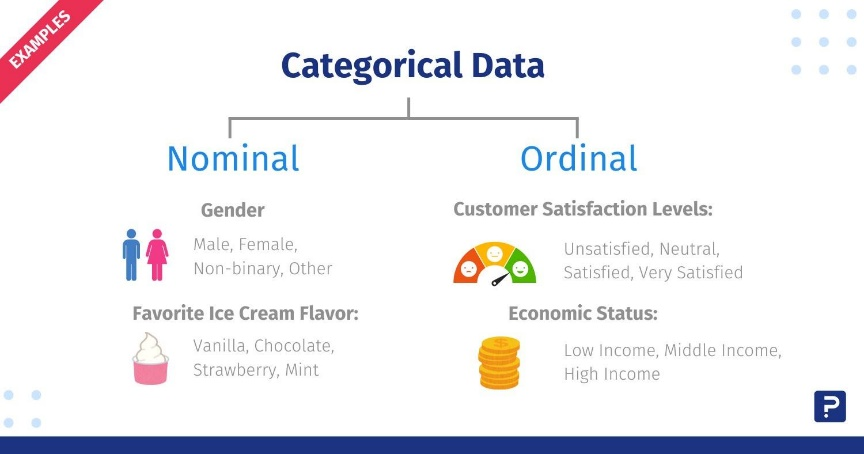 EXAMPLES
Categorical Data
Nominal
Gender
Male, Female,
Non-binary, Other
Favorite Ice Cream Flavor:
Vanilla, Chocolate,
Strawberry, Mint
Ordinal
Customer Satisfaction Levels:
Unsatisfied, Neutral,
Satisfied, Very Satisfied
Economic Status:
Low Income, Middle Income,
High Income